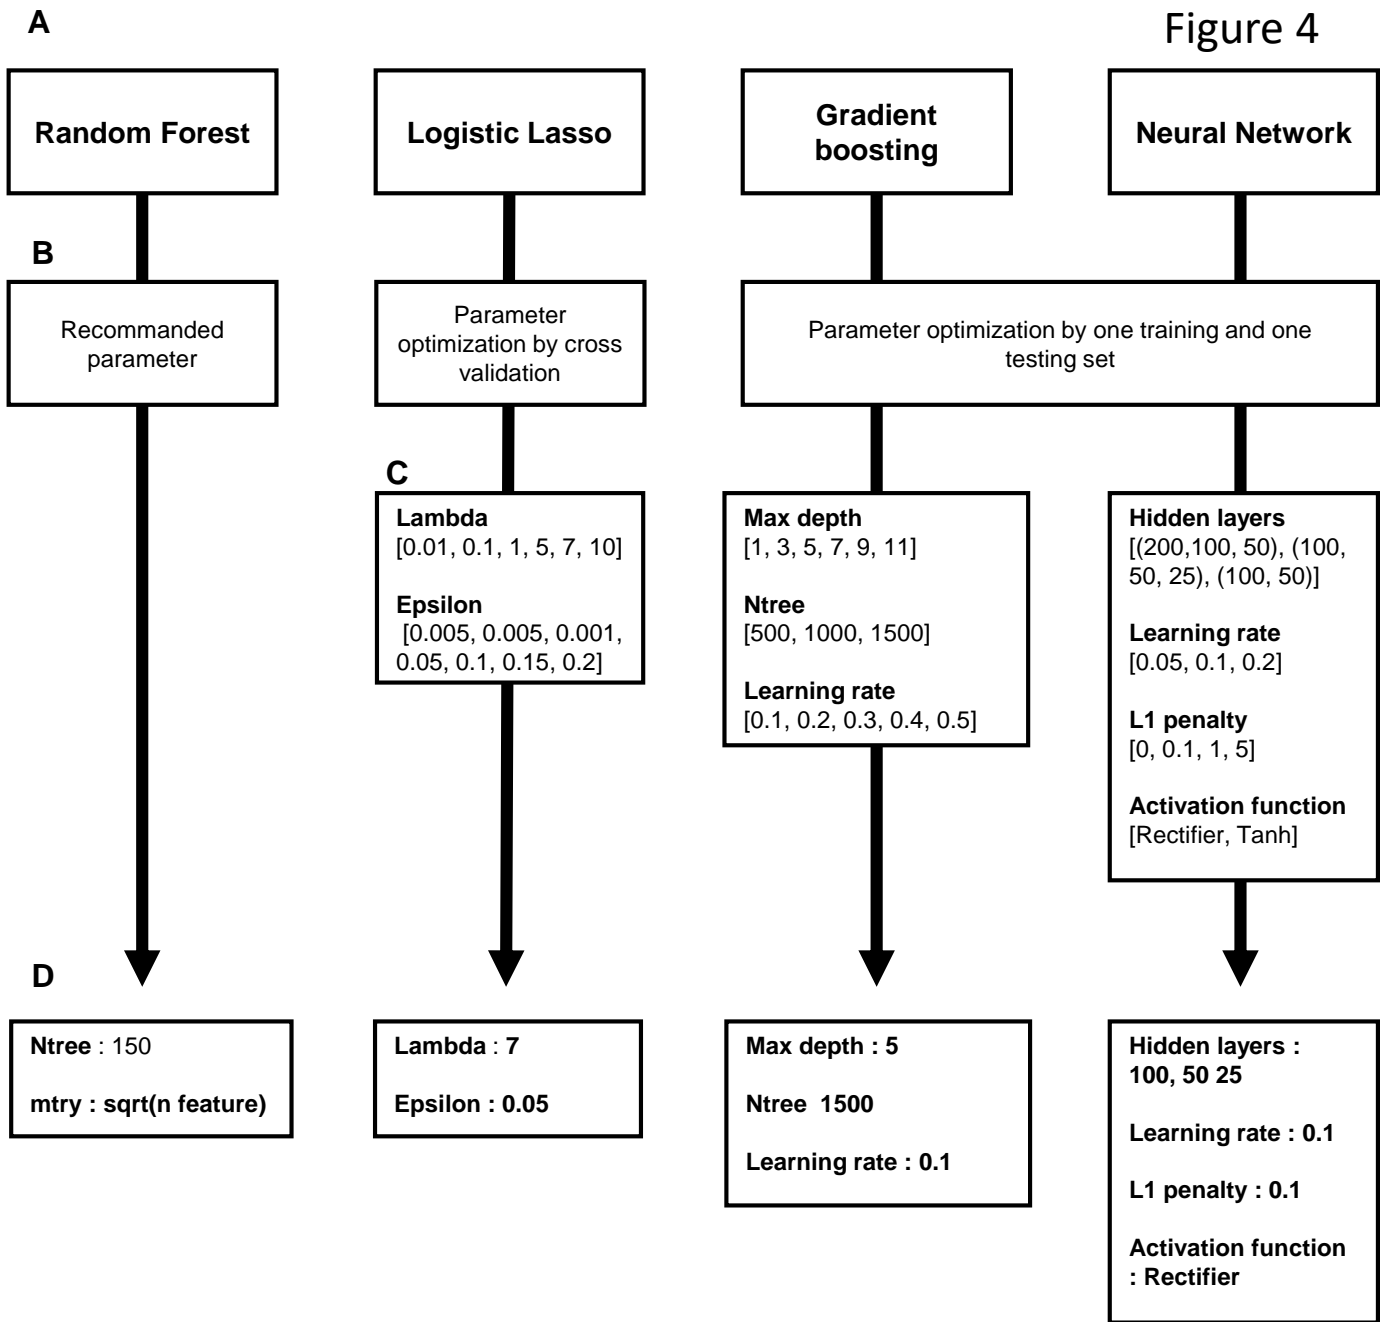 A
Figure 4
Random Forest
Logistic Lasso
Gradient
boosting
Neural Network
B
Recommanded
parameter
Parameter
optimization by cross
validation
Parameter optimization by one training and one
testing set
C
Lambda
[0.01, 0.1, 1, 5, 7, 10]
Epsilon
[0.005, 0.005, 0.001,
0.05, 0.1, 0.15, 0.2]
Max depth
[1, 3, 5, 7, 9, 11]
Ntree
[500, 1000, 1500]
Learning rate
[0.1, 0.2, 0.3, 0.4, 0.5]
Hidden layers
[(200,100, 50), (100,
50, 25), (100, 50)]
Learning rate
[0.05, 0.1, 0.2]
L1 penalty
[0, 0.1, 1, 5]
Activation function
[Rectifier, Tanh]
D
Ntree : 150
mtry : sqrt(n feature)
Lambda : 7
Epsilon : 0.05
Max depth : 5
Ntree 1500
Learning rate : 0.1
Hidden layers :
100, 50 25
Learning rate : 0.1
L1 penalty : 0.1
Activation function
: Rectifier